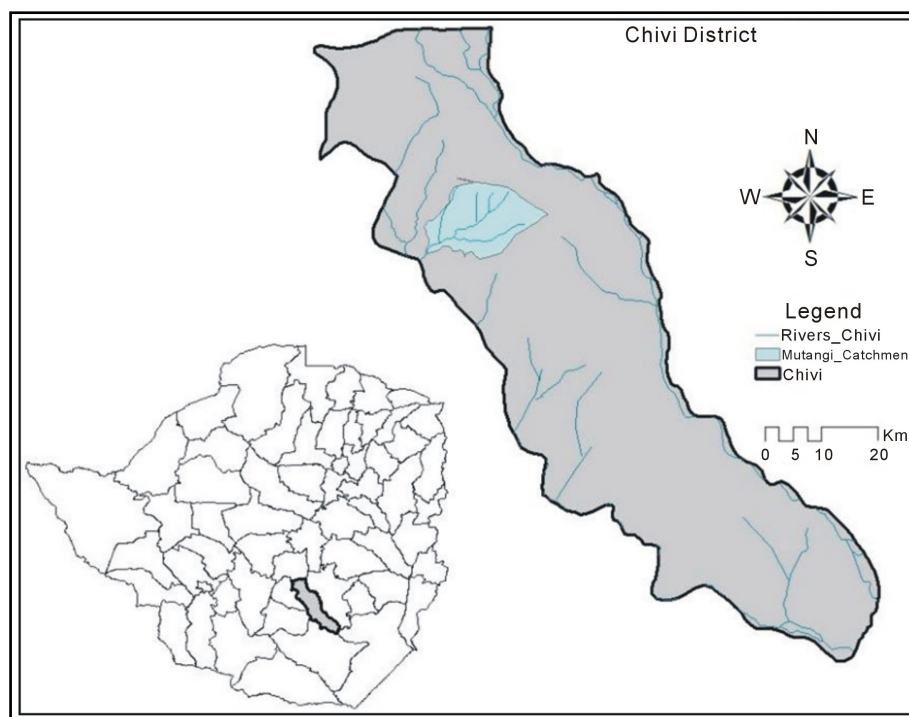 Chivi District
N
W E
S
Legend
Rivers_Chivi
Mutangi_Catchmen
Chivi
Km
0 5 10 20